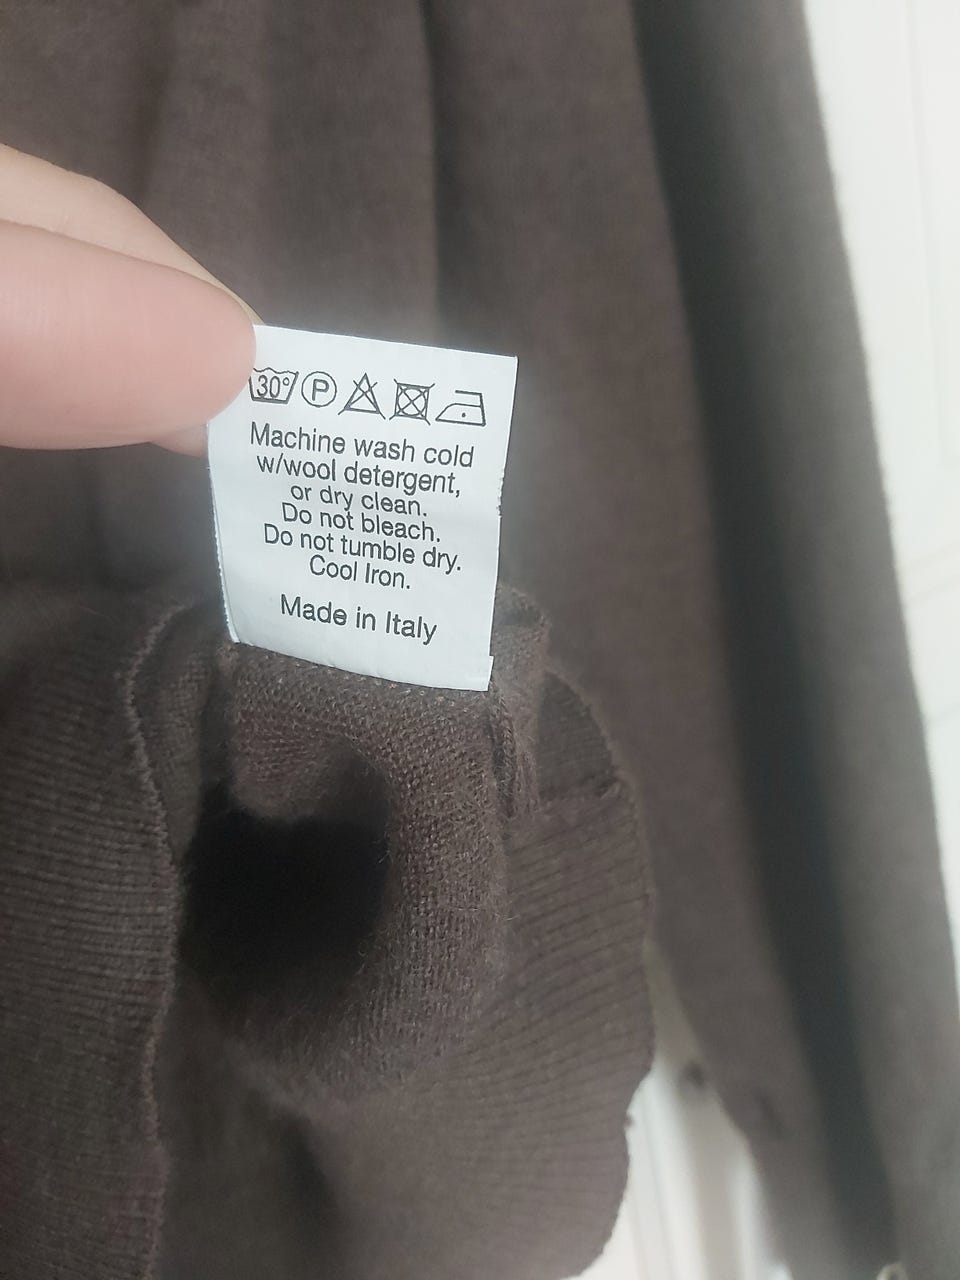 30° P
Machine wash cold
w/wool detergent,
or dry clean.
Do not bleach.
Do not tumble dry.
Cool Iron.
Made in Italy